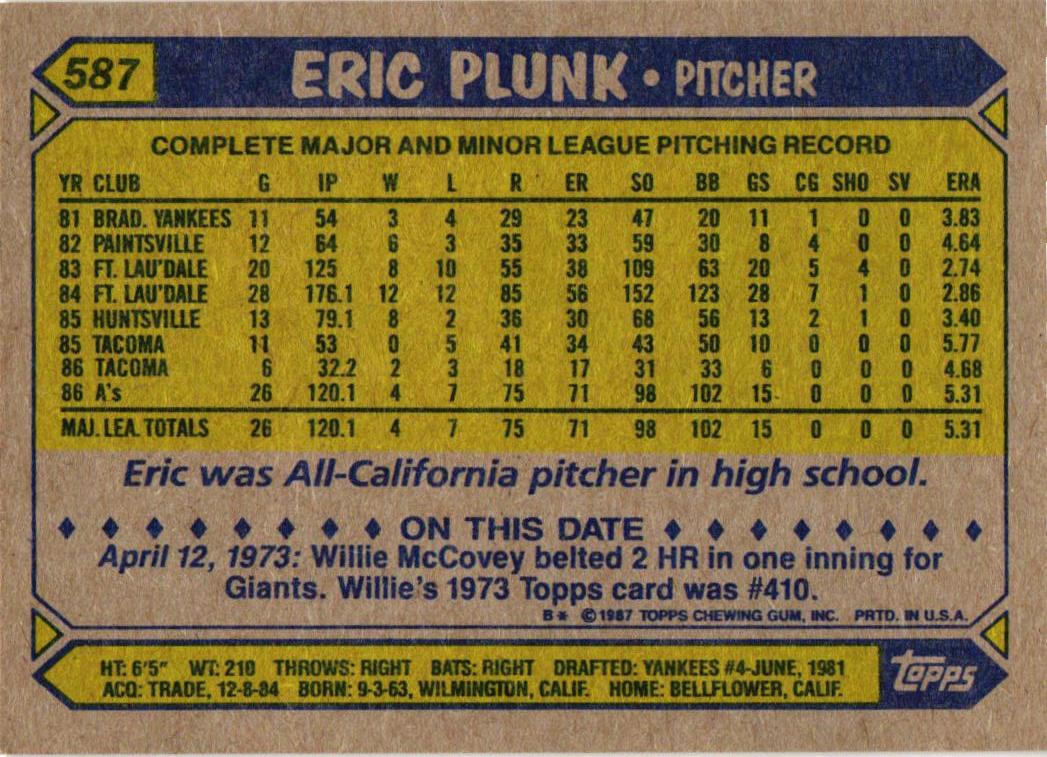 587 ERIC PLUNK • PITCHER
COMPLETE MAJOR AND MINOR LEAGUE PITCHING RECORD
YR CLUB G IP W L R ER SO BB GS CG SHO SV ERA
81 BRAD. YANKEES 11 54 3 4 29 23 47 20 11 1 0 0 3.83
82 PAINTSVILLE 12 64 6 3 35 33 59 30 8 4 0 0 4.64
83 FT. LAU'DALE 20 125 8 10 55 38 109 63 20 5 4 0 2.74
84 FT. LAU'DALE 28 176.1 12 12 85 56 152 123 28 7 1 0 2.86
85 HUNTSVILLE 13 79.1 8 2 36 30 68 56 13 2 1 0 3.40
85 TACOMA 11 53 0 5 41 34 43 50 10 0 0 0 5.77
86 TACOMA 6 32.2 2 3 18 17 31 33 6 0 0 0 4.68
86 A's 26 120.1 4 7 75 71 98 102 15 0 0 0 5.31
MAJ. LEA. TOTALS 26 120.1 4 7 75 71 98 102 15 0 0 0 5.31
Eric was All-California pitcher in high school.
♦ ♦ ♦ ♦ ♦ ♦ ♦ ♦ ON THIS DATE ♦ ♦ ♦ ♦ ♦ ♦ ♦ ♦
April 12, 1973: Willie McCovey belted 2 HR in one inning for
Giants. Willie's 1973 Topps card was #410.
B* ©1987 TOPPS CHEWING GUM, INC. PRTD. IN U.S.A.
HT: 6'5" WT: 210 THROWS: RIGHT BATS: RIGHT DRAFTED: YANKEES #4-JUNE, 1981
ACQ: TRADE, 12-8-84 BORN: 9-3-63, WILMINGTON, CALIF. HOME: BELLFLOWER, CALIF.
topps